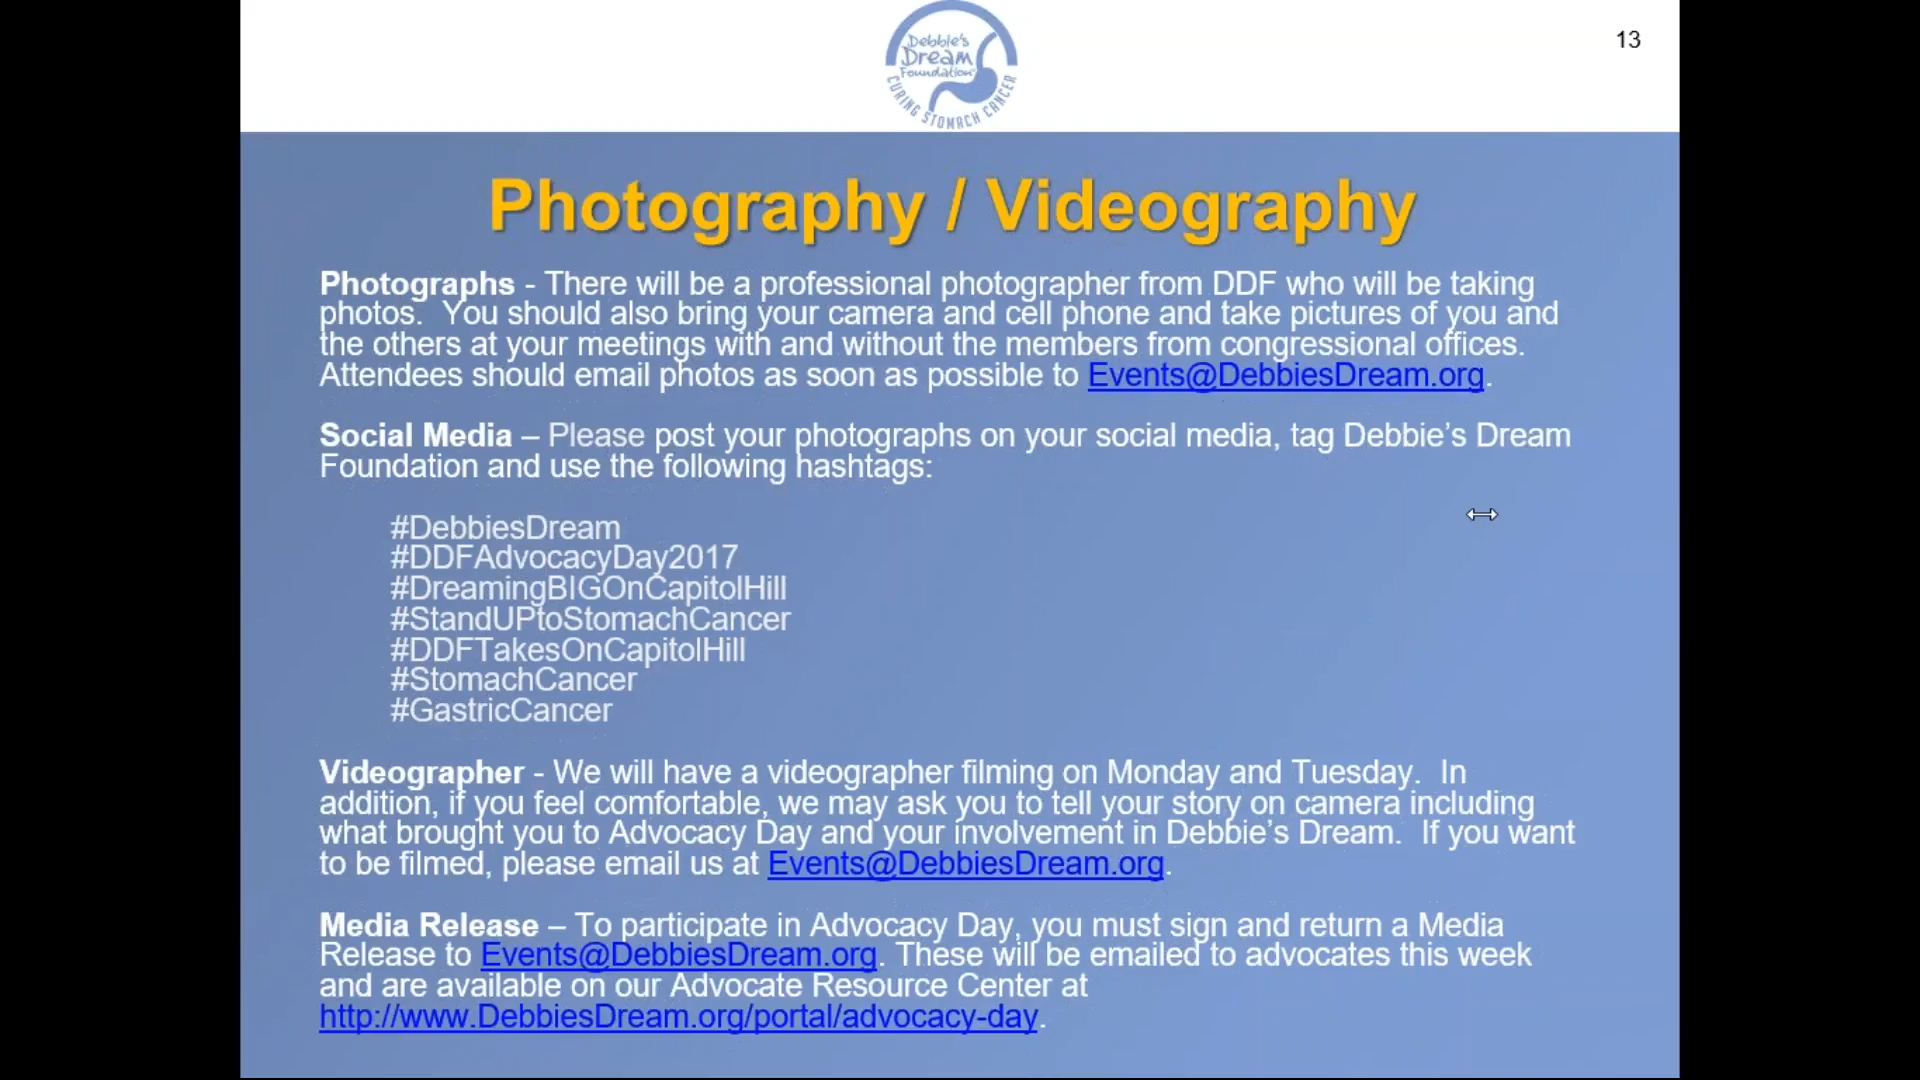 Debbie's
Dream
Foundation
CURING STOMACH CANCER
13
Photography / Videography
Photographs - There will be a professional photographer from DDF who will be taking
photos.  You should also bring your camera and cell phone and take pictures of you and
the others at your meetings with and without the members from congressional offices.
Attendees should email photos as soon as possible to Events@DebbiesDream.org.
Social Media – Please post your photographs on your social media, tag Debbie’s Dream
Foundation and use the following hashtags:
#DebbiesDream
#DDFAdvocacyDay2017
#DreamingBIGOnCapitolHill
#StandUPtoStomachCancer
#DDFTakesOnCapitolHill
#StomachCancer
#GastricCancer
Videographer - We will have a videographer filming on Monday and Tuesday.  In
addition, if you feel comfortable, we may ask you to tell your story on camera including
what brought you to Advocacy Day and your involvement in Debbie’s Dream.  If you want
to be filmed, please email us at Events@DebbiesDream.org.
Media Release – To participate in Advocacy Day, you must sign and return a Media
Release to Events@DebbiesDream.org. These will be emailed to advocates this week
and are available on our Advocate Resource Center at
http://www.DebbiesDream.org/portal/advocacy-day.